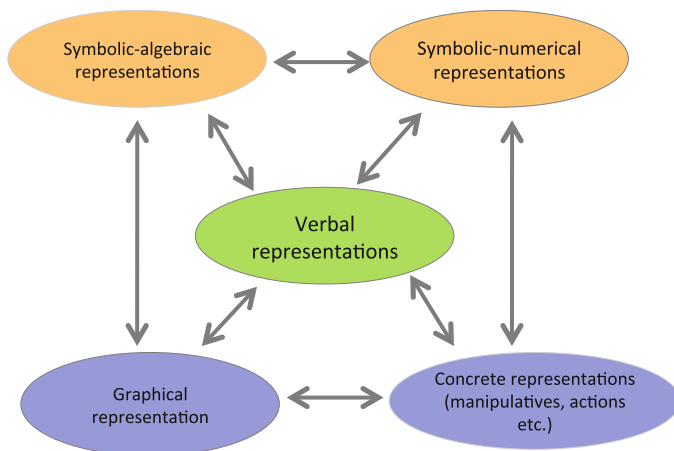 Symbolic-algebraic
representations
Symbolic-numerical
representations
Verbal
representations
Graphical
representation
Concrete representations
(manipulatives, actions
etc.)